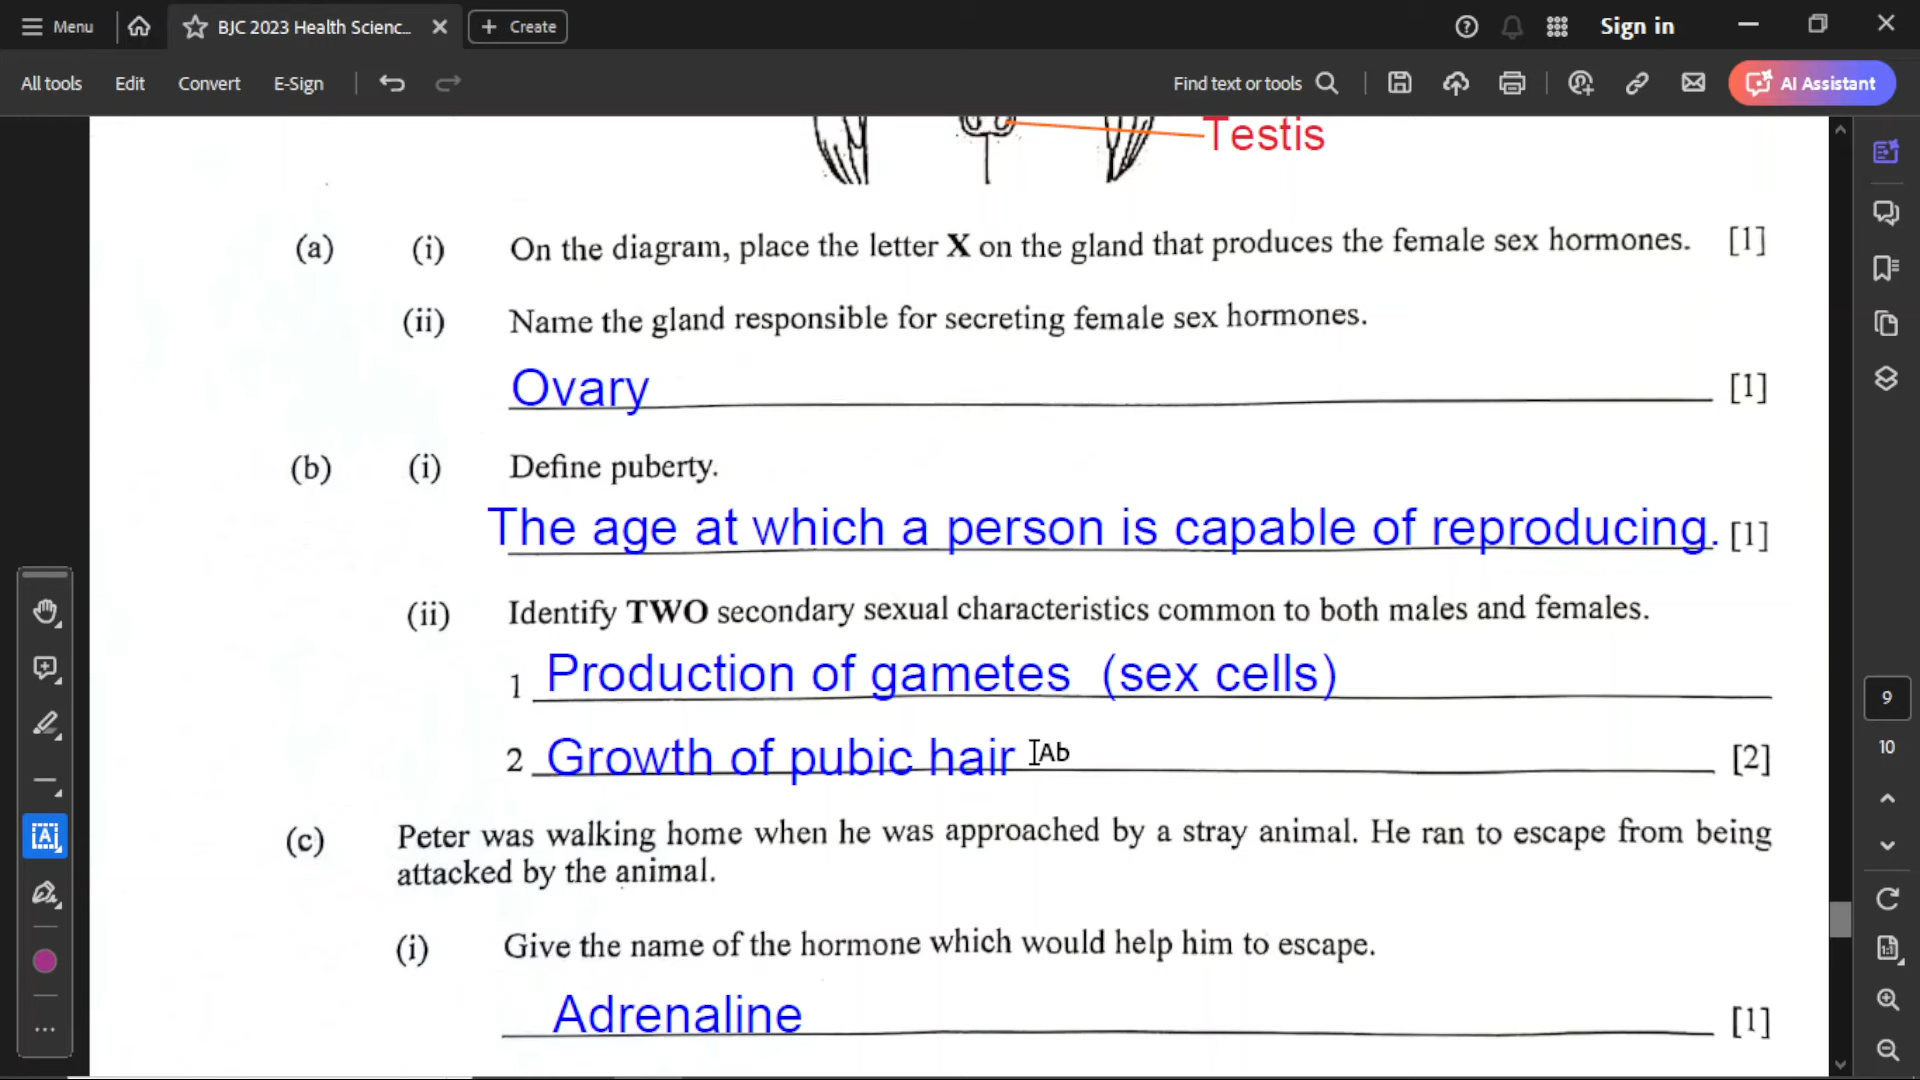 Menu
BJC 2023 Health Scienc...
Create
Sign in
All tools
Edit
Convert
E-Sign
Find text or tools
AI Assistant
Testis
(a) (i) On the diagram, place the letter X on the gland that produces the female sex hormones. [1]
(ii) Name the gland responsible for secreting female sex hormones.
Ovary [1]
(b) (i) Define puberty.
The age at which a person is capable of reproducing. [1]
(ii) Identify TWO secondary sexual characteristics common to both males and females.
1 Production of gametes (sex cells)
2 Growth of pubic hair Ab [2]
(c) Peter was walking home when he was approached by a stray animal. He ran to escape from being
attacked by the animal.
(i) Give the name of the hormone which would help him to escape.
Adrenaline [1]
9
10
1:1
A